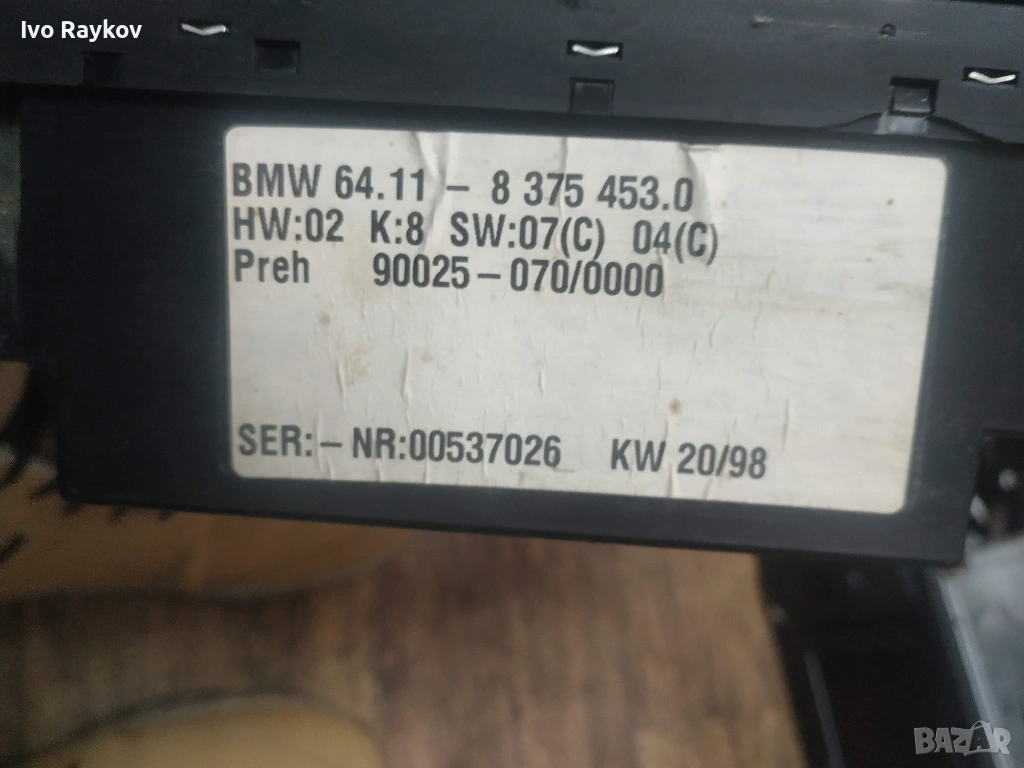 Ivo Raykov
BMW 64.11 – 8 375 453.0
HW:02 K:8 SW:07(C) 04(C)
Preh 90025–070/0000
SER:–NR:00537026 KW 20/98
BAZAR